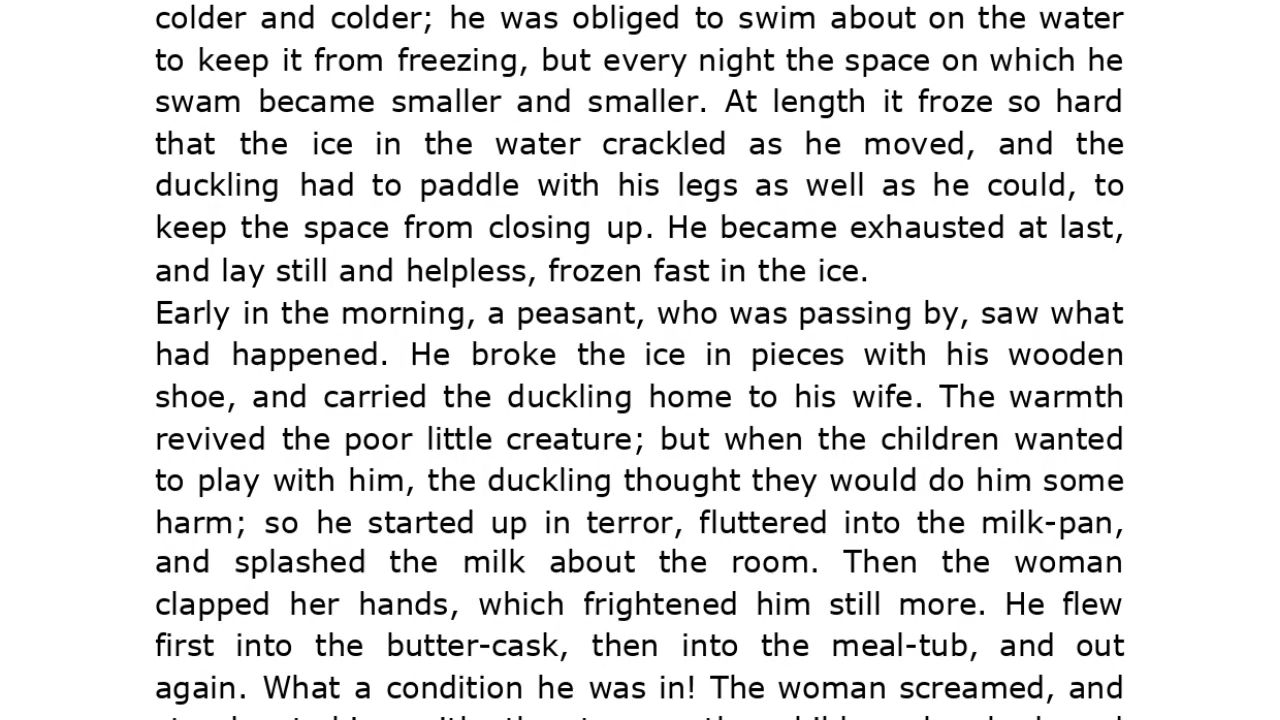 colder and colder; he was obliged to swim about on the water
to keep it from freezing, but every night the space on which he
swam became smaller and smaller. At length it froze so hard
that the ice in the water crackled as he moved, and the
duckling had to paddle with his legs as well as he could, to
keep the space from closing up. He became exhausted at last,
and lay still and helpless, frozen fast in the ice.
Early in the morning, a peasant, who was passing by, saw what
had happened. He broke the ice in pieces with his wooden
shoe, and carried the duckling home to his wife. The warmth
revived the poor little creature; but when the children wanted
to play with him, the duckling thought they would do him some
harm; so he started up in terror, fluttered into the milk-pan,
and splashed the milk about the room. Then the woman
clapped her hands, which frightened him still more. He flew
first into the butter-cask, then into the meal-tub, and out
again. What a condition he was in! The woman screamed, and